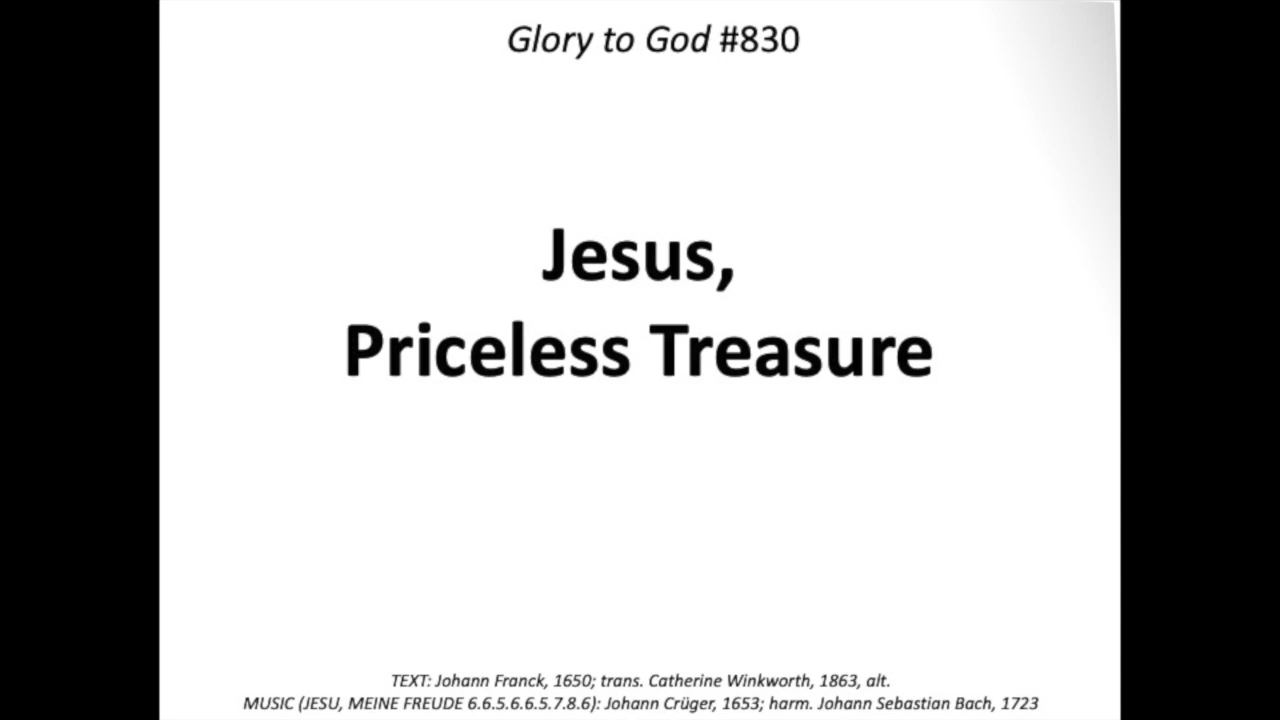 Glory to God #830
Jesus,
Priceless Treasure
TEXT: Johann Franck, 1650; trans. Catherine Winkworth, 1863, alt.
MUSIC (JESU, MEINE FREUDE 6.6.5.6.6.5.7.8.6): Johann Crüger, 1653; harm. Johann Sebastian Bach, 1723